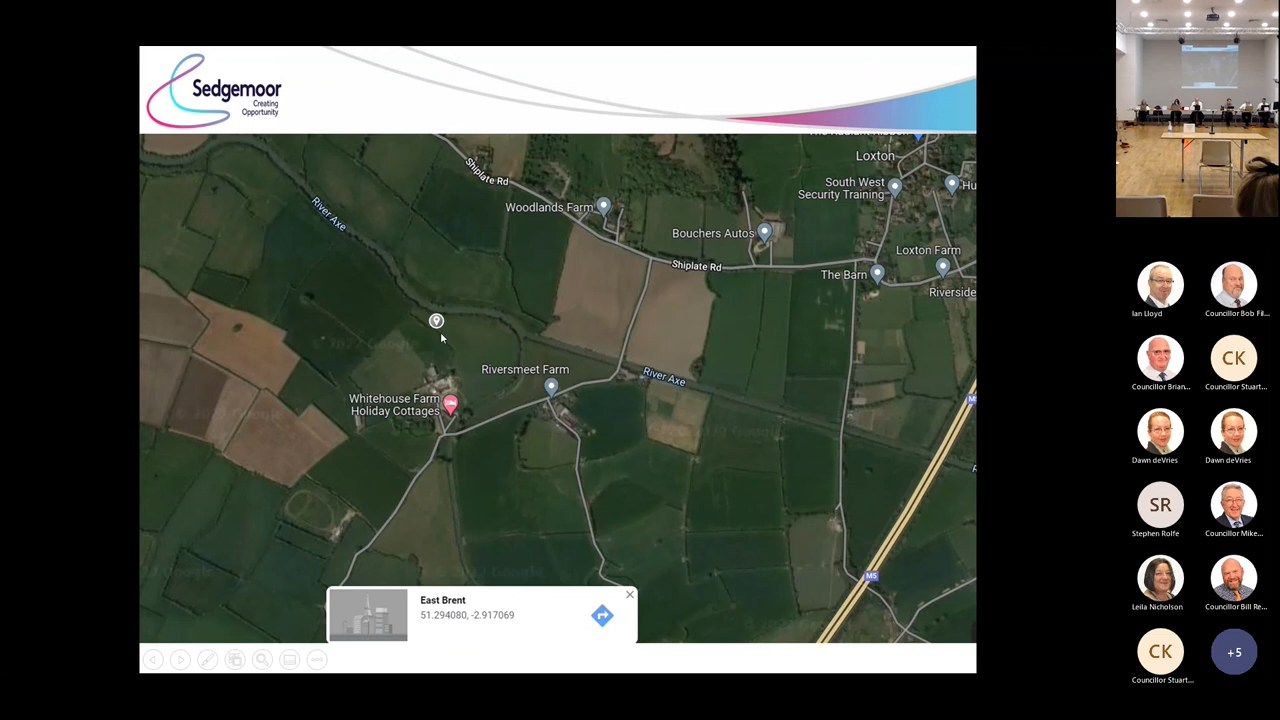 Sedgemoor
Creating
Opportunity
Loxton
Shiplate Rd
South West
Security Training
Hu
Woodlands Farm
River Axe
Bouchers Autos
Loxton Farm
Shiplate Rd
The Barn
Riverside
Riversmeet Farm
River Axe
Whitehouse Farm
Holiday Cottages
M5
East Brent
51.294080, -2.917069
Ian Lloyd
Councillor Bob Fil...
Councillor Brian...
CK
Councillor Stuart...
Dawn deVries
Dawn deVries
SR
Stephen Rolfe
Councillor Mike...
Leila Nicholson
Councillor Bill Re...
CK
Councillor Stuart...
+5